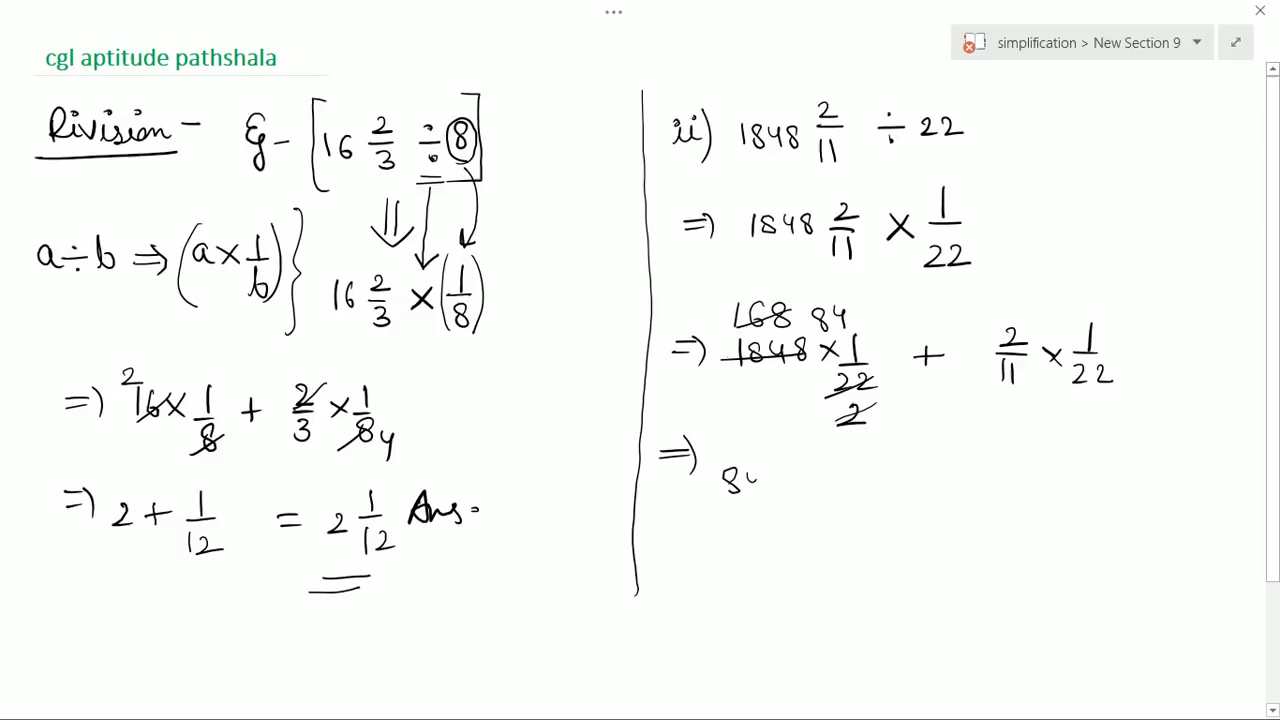 simplification > New Section 9
cgl aptitude pathshala
Division - Eg - [16 2/3 ÷ 8]
a÷b ⇒ (a × 1/b)}
16 2/3 × (1/8)
=) 2 16 × 1/8 + 2/3 × 1/8 4
=) 2 + 1/12 = 2 1/12 Ans.
ii) 1848 2/11 ÷ 22
=) 1848 2/11 × 1/22
168 84
=) 1848 × 1/22 + 2/11 × 1/22
2
=)
84